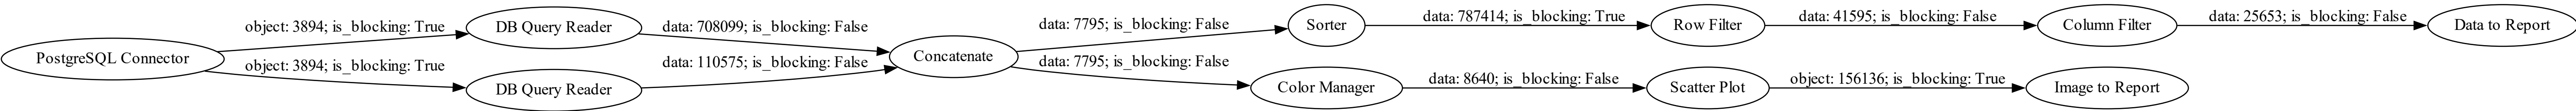 PostgreSQL Connector
object: 3894; is_blocking: True
object: 3894; is_blocking: True
DB Query Reader
DB Query Reader
data: 708099; is_blocking: False
data: 110575; is_blocking: False
Concatenate
data: 7795; is_blocking: False
data: 7795; is_blocking: False
Sorter
data: 787414; is_blocking: True
Row Filter
data: 41595; is_blocking: False
Column Filter
data: 25653; is_blocking: False
Data to Report
Color Manager
data: 8640; is_blocking: False
Scatter Plot
object: 156136; is_blocking: True
Image to Report